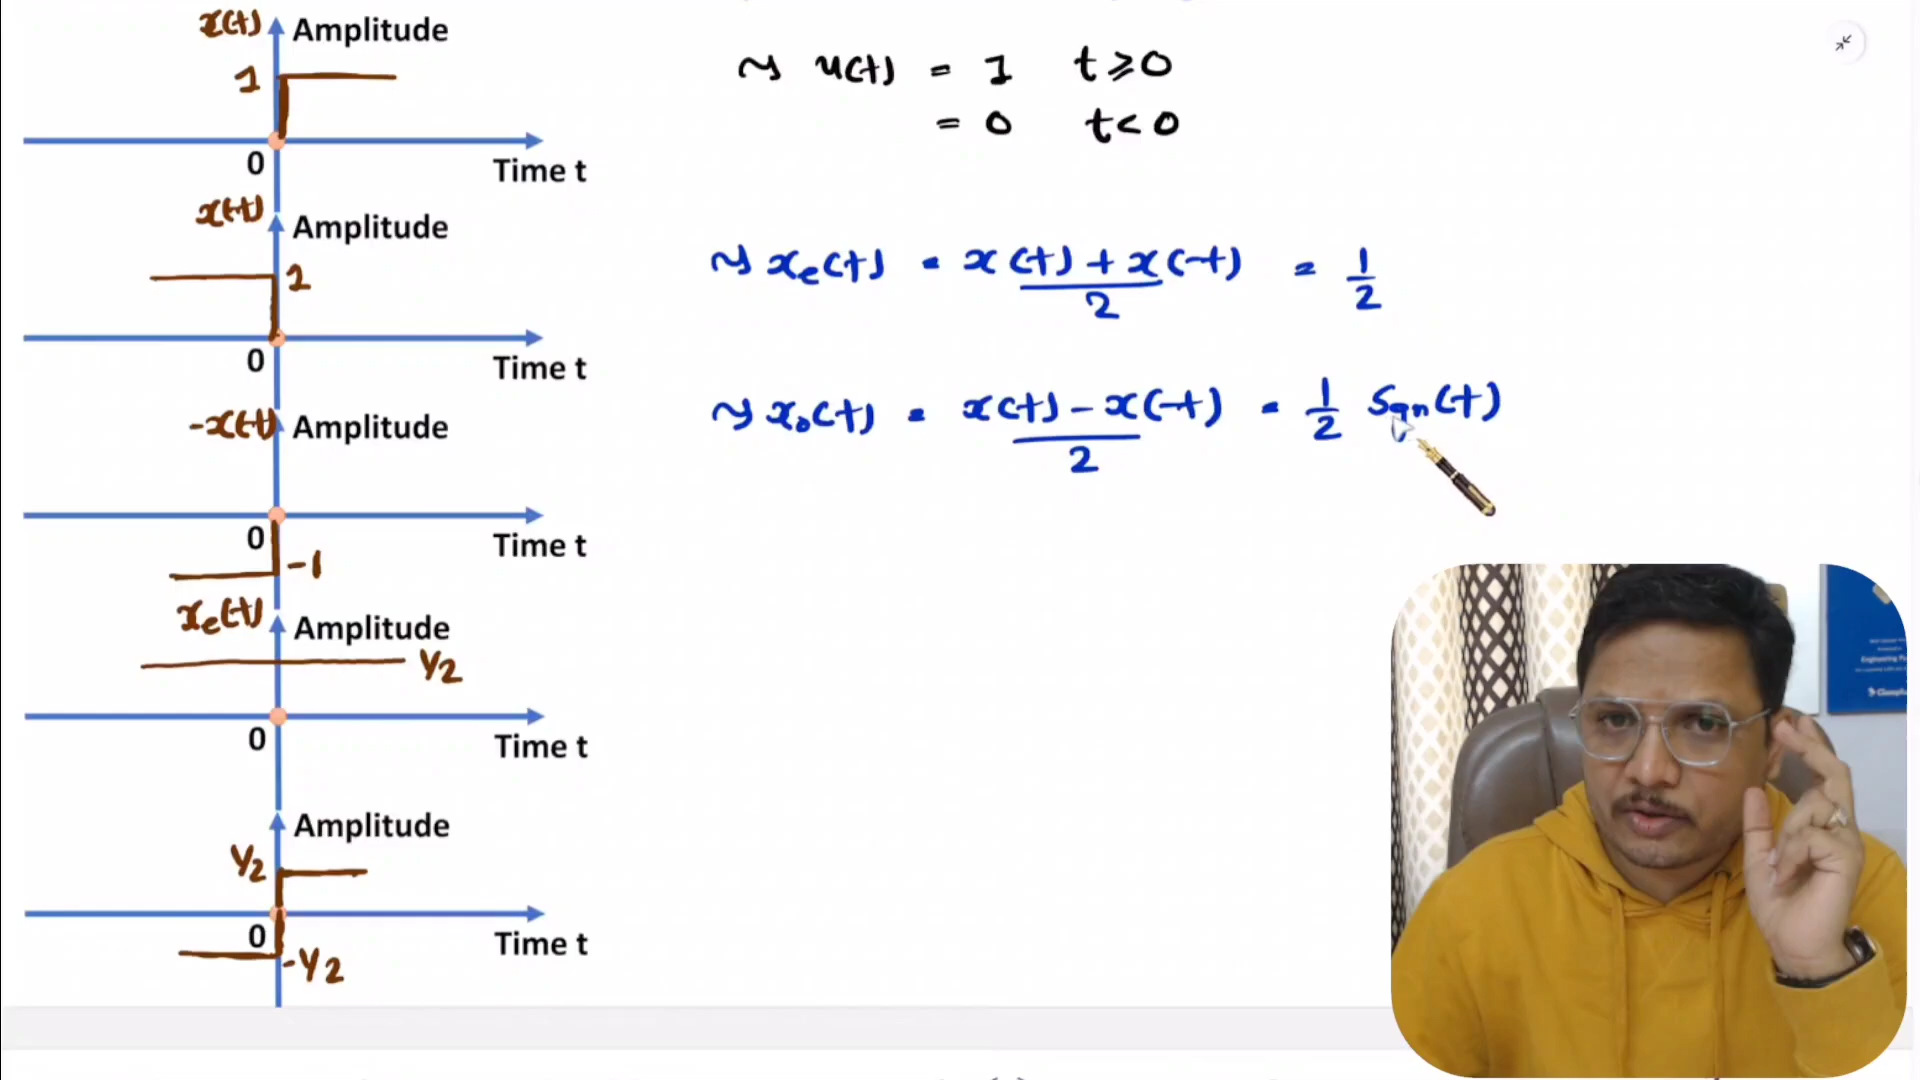 x(t) Amplitude
1
0
Time t
x(-t) Amplitude
1
0
Time t
-x(-t) Amplitude
0
-1
Time t
xe(t) Amplitude
1/2
0
Time t
Amplitude
1/2
0
-1/2
Time t
~> u(t) = 1 t ≥ 0
= 0 t < 0
~> xe(t) = x(t) + x(-t) / 2 = 1/2
~> xo(t) = x(t) - x(-t) / 2 = 1/2 Sgn(t)